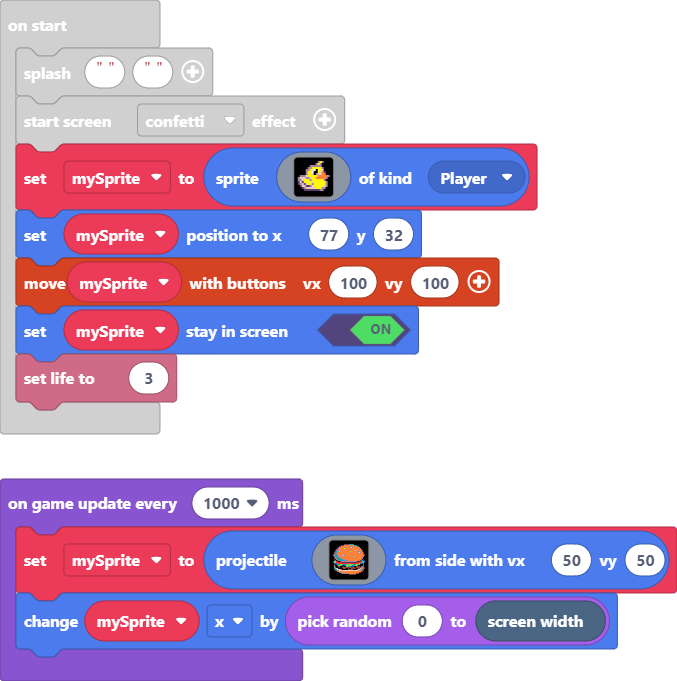 on start
splash " " " "
start screen confetti effect
set mySprite to sprite of kind Player
set mySprite position to x 77 y 32
move mySprite with buttons vx 100 vy 100
set mySprite stay in screen ON
set life to 3
on game update every 1000 ms
set mySprite to projectile from side with vx 50 vy 50
change mySprite x by pick random 0 to screen width